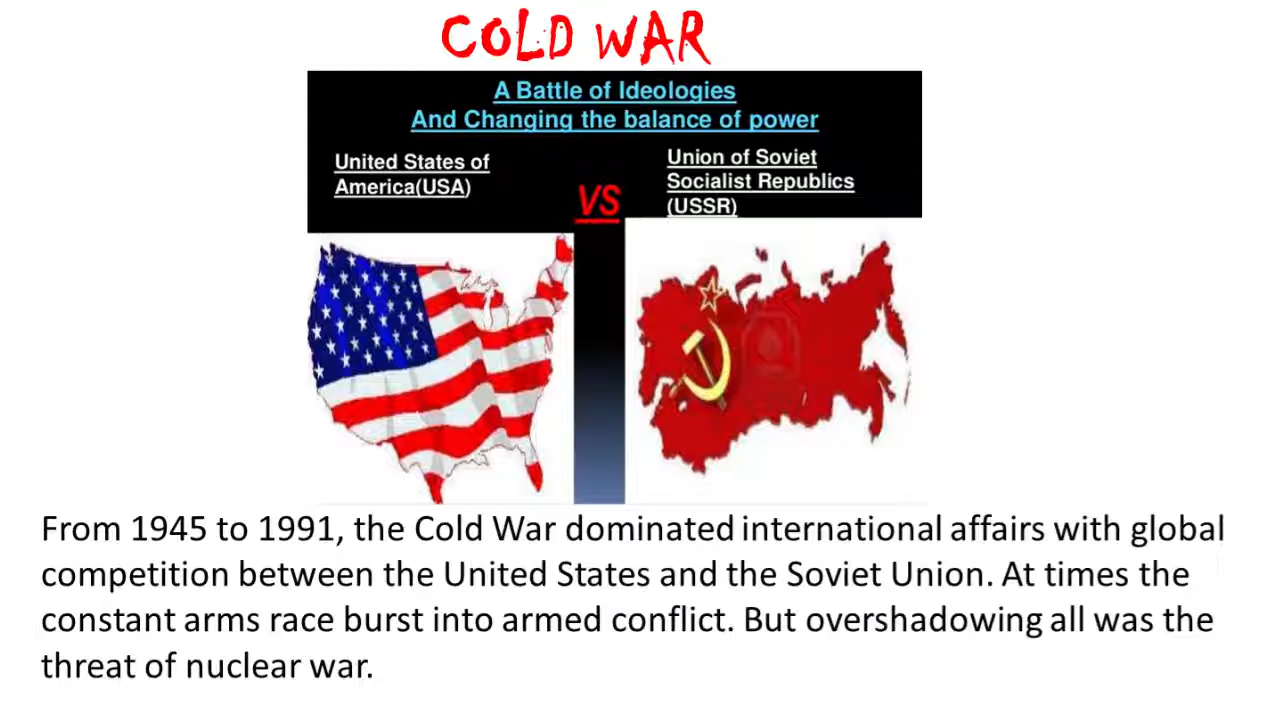 COLD WAR
A Battle of Ideologies
And Changing the balance of power
United States of
America(USA)
VS
Union of Soviet
Socialist Republics
(USSR)
From 1945 to 1991, the Cold War dominated international affairs with global
competition between the United States and the Soviet Union. At times the
constant arms race burst into armed conflict. But overshadowing all was the
threat of nuclear war.